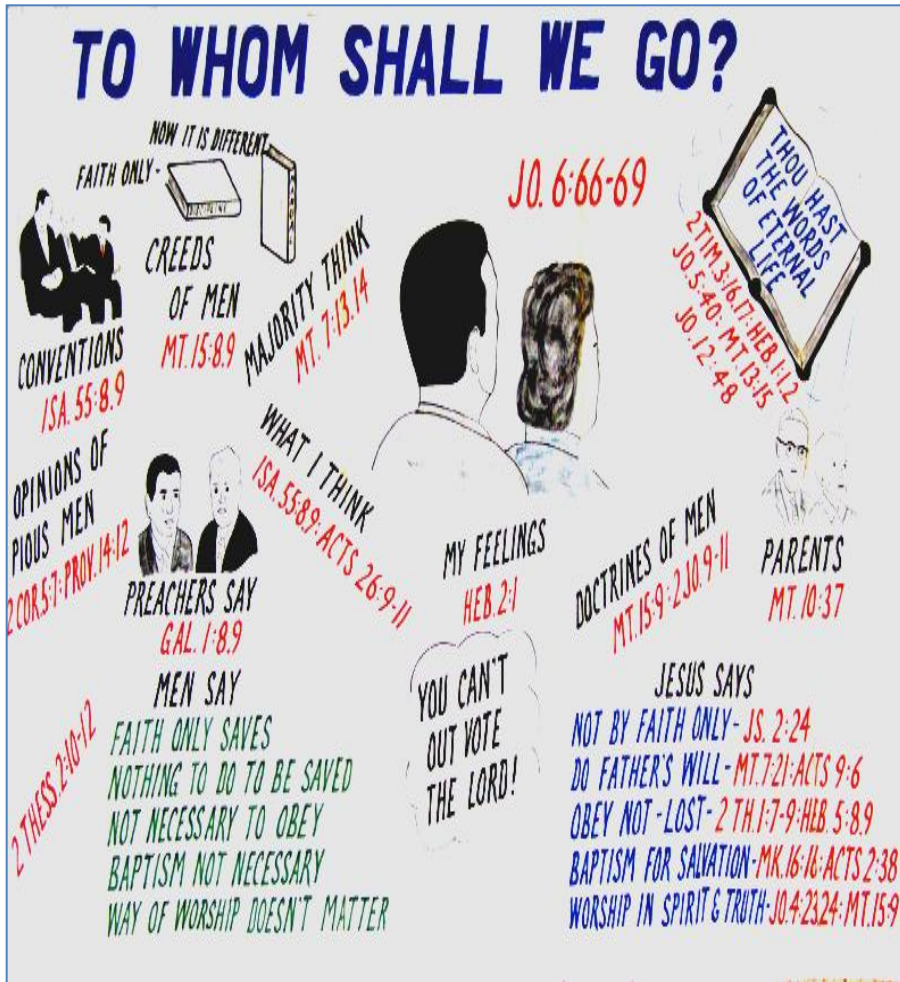 TO WHOM SHALL WE GO?
NOW IT IS DIFFERENT
FAITH ONLY-
CREEDS
OF MEN
MT. 15:8.9
CONVENTIONS
ISA. 55:8.9
MAJORITY THINK
MT. 7:13.14
JO. 6:66-69
THOU HAST
THE WORDS
OF ETERNAL
LIFE
2 TIM.3:16.17: HEB. 1:1.2
JO. 5:40: MT 13:15
JO. 12:48
OPINIONS OF
PIOUS MEN
2 COR 5:7: PROV. 14:12
PREACHERS SAY
GAL. 1:8.9
WHAT I THINK
ISA. 55:8.9: ACTS 26:9-11
MY FEELINGS
HEB. 2:1
DOCTRINES OF MEN
MT. 15:9-2 JO. 9-11
PARENTS
MT. 10:37
2 THESS. 2:10-12
MEN SAY
FAITH ONLY SAVES
NOTHING TO DO TO BE SAVED
NOT NECESSARY TO OBEY
BAPTISM NOT NECESSARY
WAY OF WORSHIP DOESN'T MATTER
YOU CAN'T
OUT VOTE
THE LORD!
JESUS SAYS
NOT BY FAITH ONLY- JS. 2:24
DO FATHER'S WILL- MT. 7:21: ACTS 9:6
OBEY NOT - LOST- 2 TH. 1:7-9: HEB. 5:8.9
BAPTISM FOR SALVATION- MK. 16:16: ACTS 2:38
WORSHIP IN SPIRIT & TRUTH- JO. 4:23.24: MT. 15:9